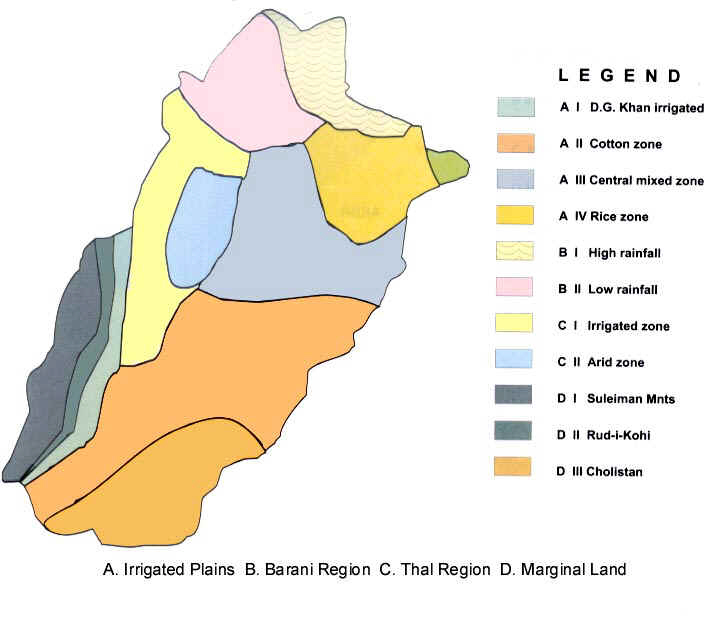 L E G E N D
A I D.G. Khan irrigated
A II Cotton zone
A III Central mixed zone
A IV Rice zone
B I High rainfall
B II Low rainfall
C I Irrigated zone
C II Arid zone
D I Suleiman Mnts
D II Rud-i-Kohi
D III Cholistan
A. Irrigated Plains B. Barani Region C. Thal Region D. Marginal Land